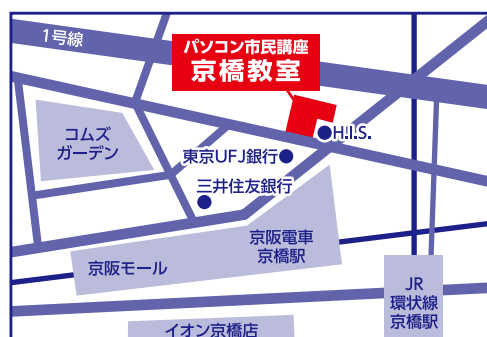 1号線
パソコン市民講座
京橋教室
H.I.S.
コムズ
ガーデン
東京UFJ銀行
三井住友銀行
京阪電車
京橋駅
京阪モール
JR
環状線
京橋駅
イオン京橋店